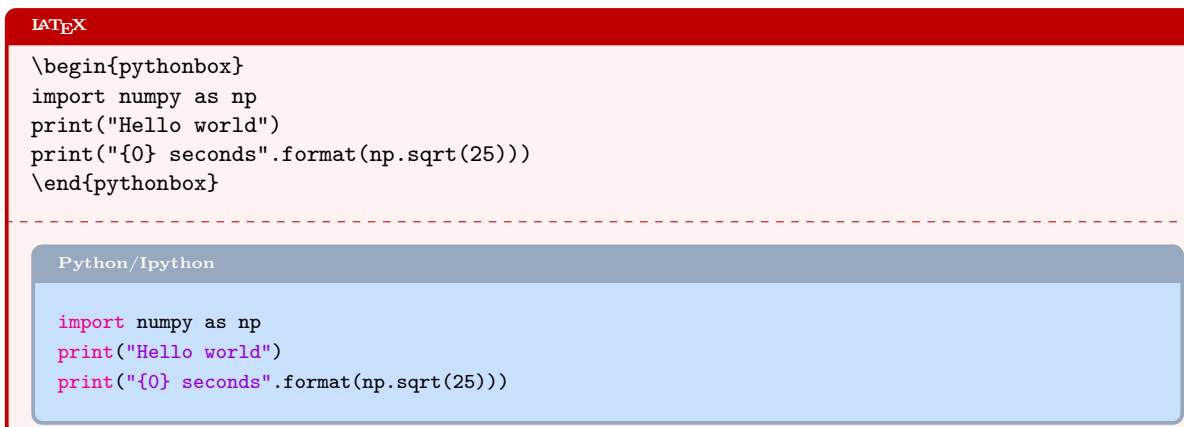 LATEX
\begin{pythonbox}
import numpy as np
print("Hello world")
print("{0} seconds".format(np.sqrt(25)))
\end{pythonbox}
Python/Ipython
import numpy as np
print("Hello world")
print("{0} seconds".format(np.sqrt(25)))